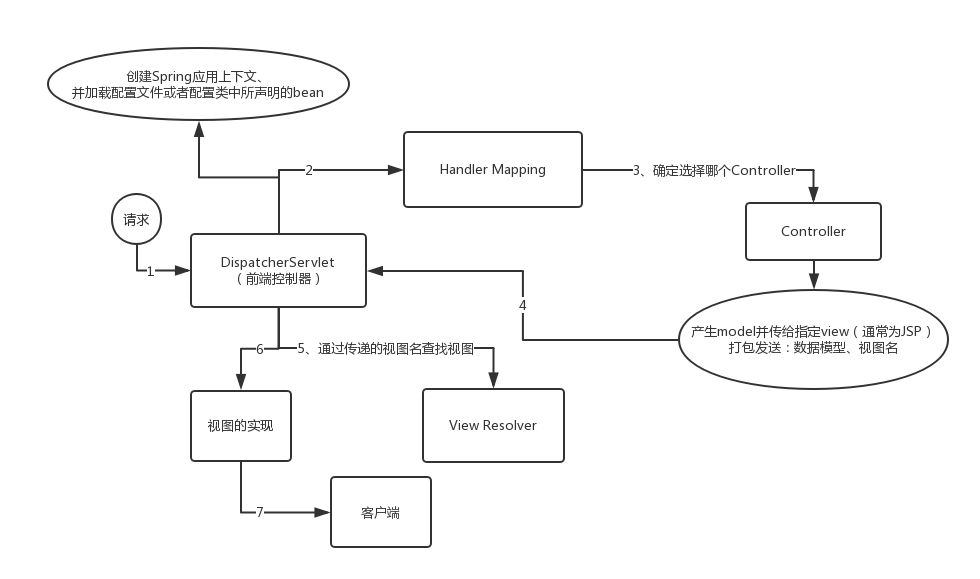 创建Spring应用上下文、
并加载配置文件或者配置类中所声明的bean
2
Handler Mapping
3、确定选择哪个Controller
请求
Controller
1
DispatcherServlet
（前端控制器）
4
产生model并传给指定view（通常为JSP）
打包发送：数据模型、视图名
6
5、通过传递的视图名查找视图
视图的实现
View Resolver
7
客户端